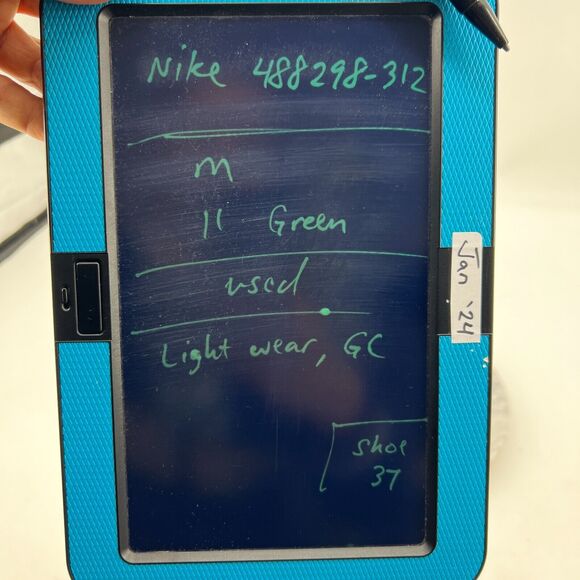 Nike 488298-312
m
11 Green
used
Light wear, GC
Shoe
37
Jan '24